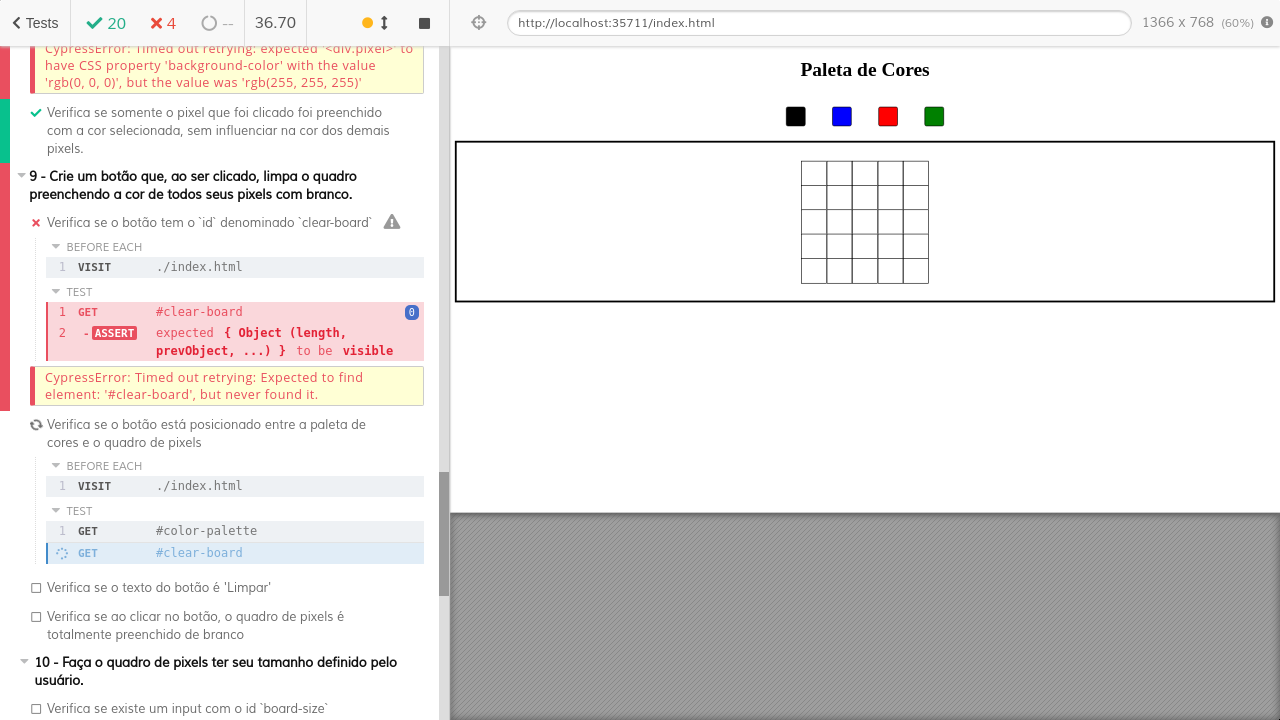 Tests
20
4
--
36.70
http://localhost:35711/index.html
1366 x 768 (60%)
CypressError: Timed out retrying: expected '<div.pixel>' to
have CSS property 'background-color' with the value
'rgb(0, 0, 0)', but the value was 'rgb(255, 255, 255)'
Verifica se somente o pixel que foi clicado foi preenchido
com a cor selecionada, sem influenciar na cor dos demais
pixels.
9 - Crie um botão que, ao ser clicado, limpa o quadro
preenchendo a cor de todos seus pixels com branco.
Verifica se o botão tem o `id` denominado `clear-board`
BEFORE EACH
1 VISIT ./index.html
TEST
1 GET #clear-board 0
2 -ASSERT expected { Object (length,
prevObject, ...) } to be visible
CypressError: Timed out retrying: Expected to find
element: '#clear-board', but never found it.
Verifica se o botão está posicionado entre a paleta de
cores e o quadro de pixels
BEFORE EACH
1 VISIT ./index.html
TEST
1 GET #color-palette
GET #clear-board
Verifica se o texto do botão é 'Limpar'
Verifica se ao clicar no botão, o quadro de pixels é
totalmente preenchido de branco
10 - Faça o quadro de pixels ter seu tamanho definido pelo
usuário.
Verifica se existe um input com o id `board-size`
Paleta de Cores